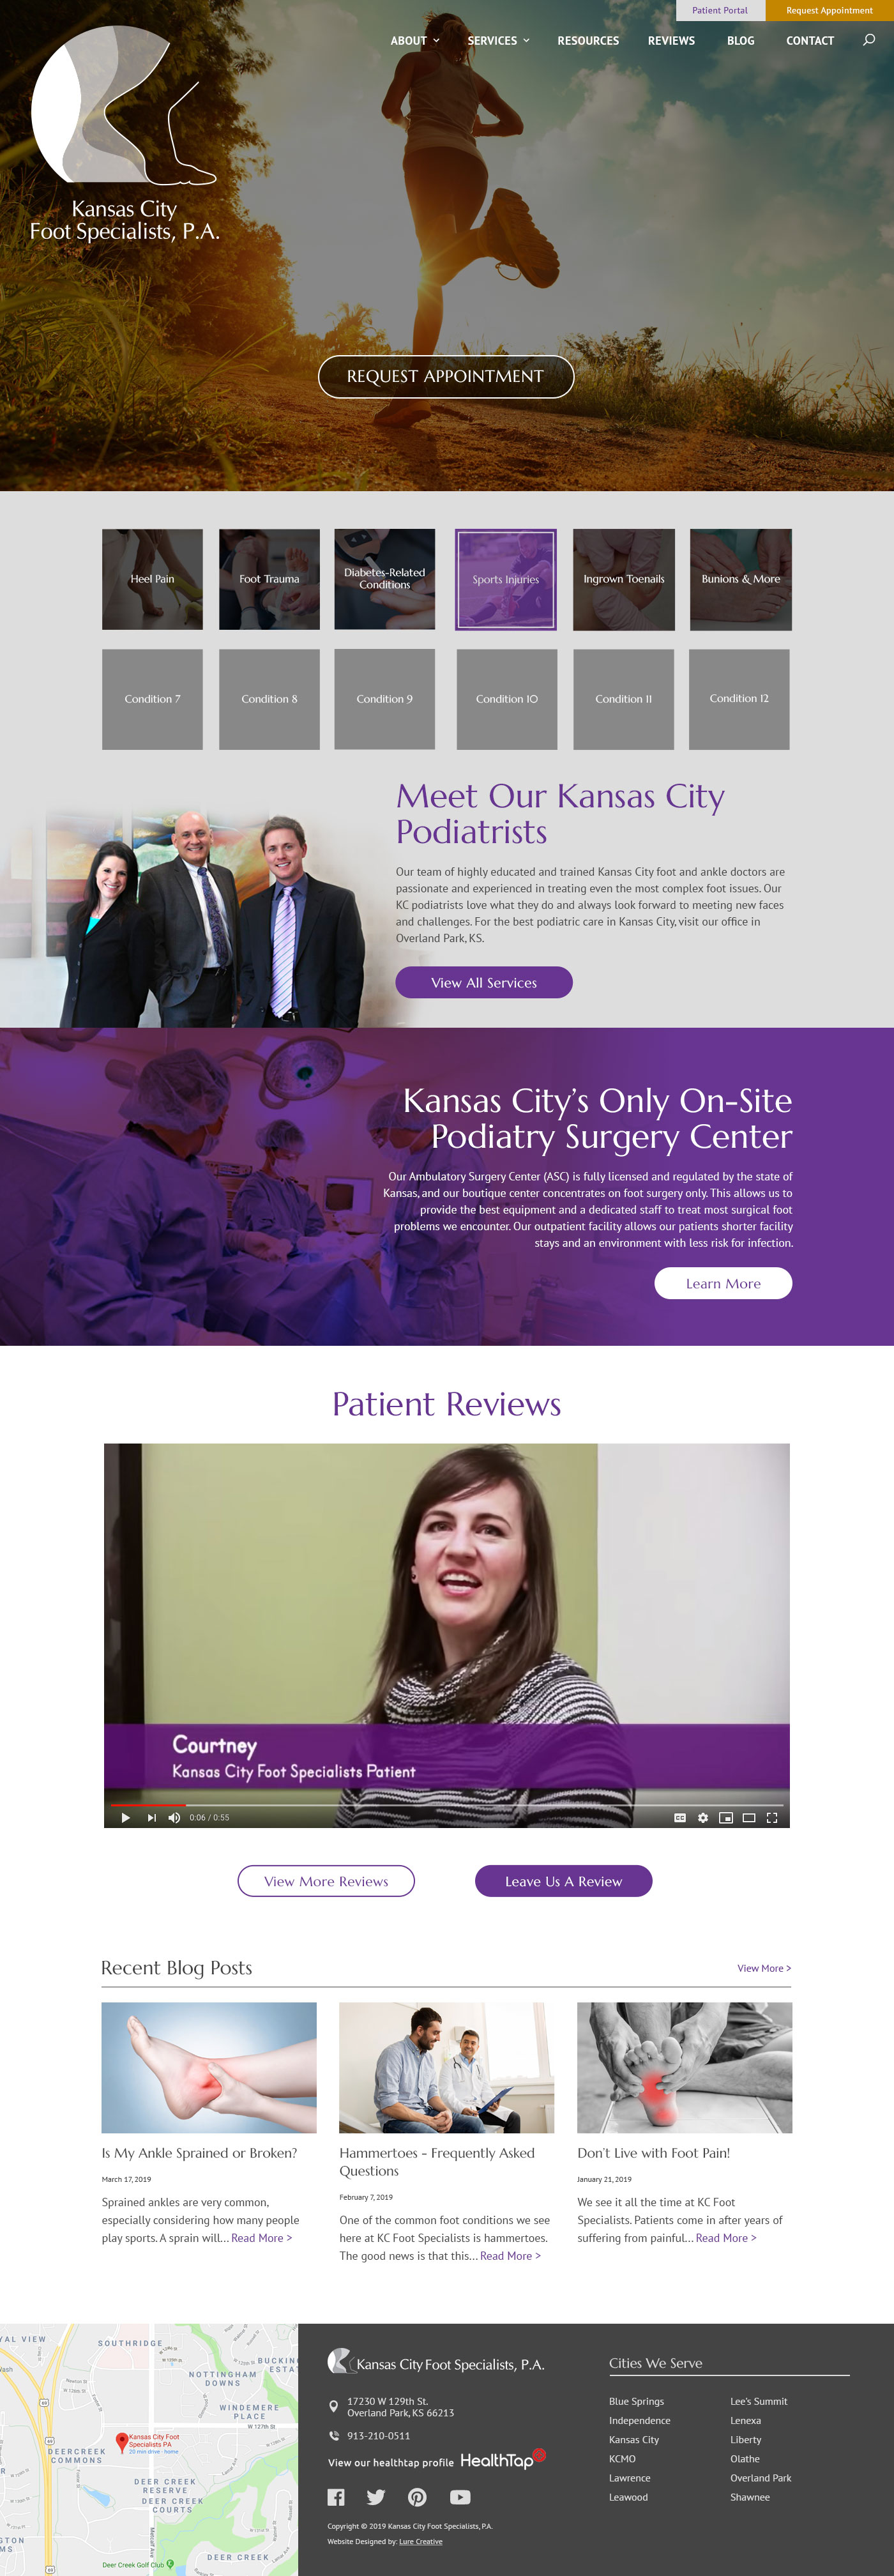 Patient Portal
Request Appointment
ABOUT
SERVICES
RESOURCES
REVIEWS
BLOG
CONTACT
Kansas City
Foot Specialists, P.A.
REQUEST APPOINTMENT
Heel Pain
Foot Trauma
Diabetes-Related
Conditions
Sports Injuries
Ingrown Toenails
Bunions & More
Condition 7
Condition 8
Condition 9
Condition 10
Condition 11
Condition 12
Meet Our Kansas City
Podiatrists
Our team of highly educated and trained Kansas City foot and ankle doctors are
passionate and experienced in treating even the most complex foot issues. Our
KC podiatrists love what they do and always look forward to meeting new faces
and challenges. For the best podiatric care in Kansas City, visit our office in
Overland Park, KS.
View All Services
Kansas City's Only On-Site
Podiatry Surgery Center
Our Ambulatory Surgery Center (ASC) is fully licensed and regulated by the state of
Kansas, and our boutique center concentrates on foot surgery only. This allows us to
provide the best equipment and a dedicated staff to treat most surgical foot
problems we encounter. Our outpatient facility allows our patients shorter facility
stays and an environment with less risk for infection.
Learn More
Patient Reviews
Courtney
Kansas City Foot Specialists Patient
0:06 / 0:55
CC
View More Reviews
Leave Us A Review
Recent Blog Posts
View More >
Is My Ankle Sprained or Broken?
March 17, 2019
Sprained ankles are very common,
especially considering how many people
play sports. A sprain will... Read More >
Hammertoes - Frequently Asked
Questions
February 7, 2019
One of the common foot conditions we see
here at KC Foot Specialists is hammertoes.
The good news is that this... Read More >
Don't Live with Foot Pain!
January 21, 2019
We see it all the time at KC Foot
Specialists. Patients come in after years of
suffering from painful... Read More >
SOUTHRIDGE
NOTTINGHAM
DOWNS
WINDEMERE
PLACE
W 127th St
Kansas City Foot
Specialists PA
20 min drive - home
DEERCREEK
COMMONS
DEER CREEK
RESERVE
DEER CREEK
COURTS
Metcalf Ave
Deer Creek Golf Club
DEER CREEK
69
69
69
Kansas City Foot Specialists, P.A.
17230 W 129th St.
Overland Park, KS 66213
913-210-0511
View our healthtap profile HealthTap
Copyright © 2019 Kansas City Foot Specialists, P.A.
Website Designed by: Lure Creative
Cities We Serve
Blue Springs
Independence
Kansas City
KCMO
Lawrence
Leawood
Lee's Summit
Lenexa
Liberty
Olathe
Overland Park
Shawnee